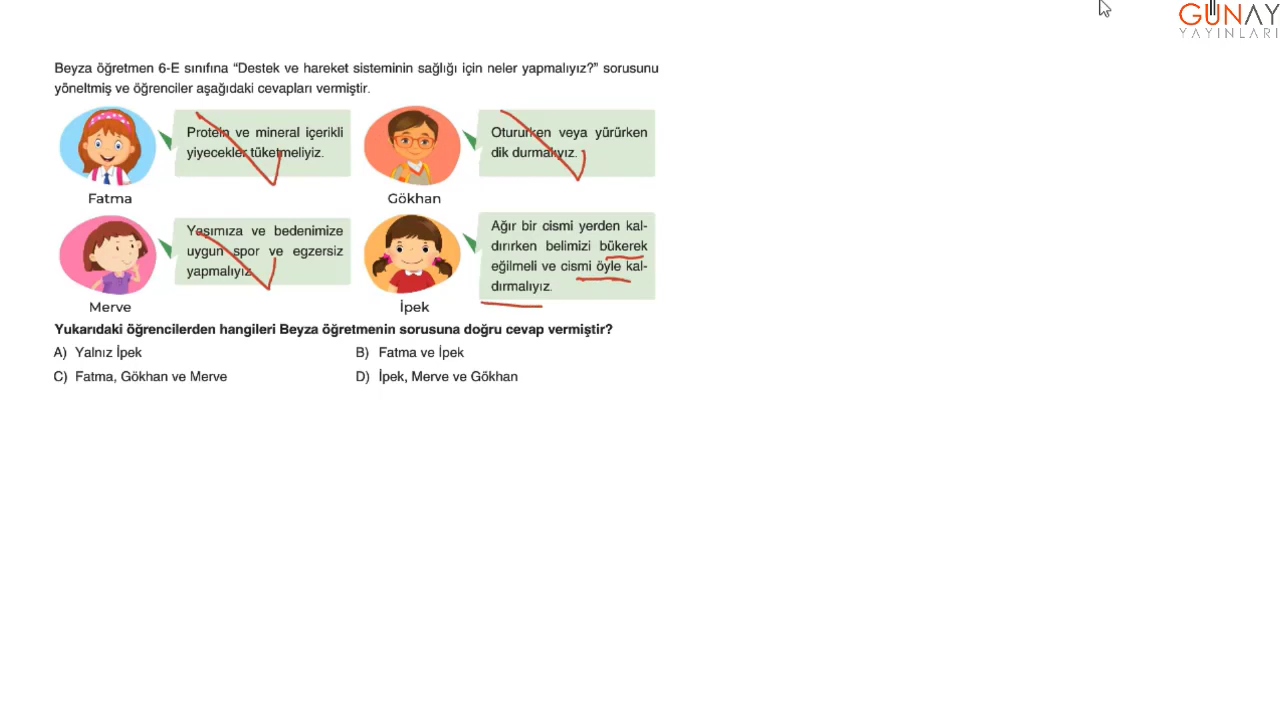 GÜNAY
YAYINLARI
Beyza öğretmen 6-E sınıfına “Destek ve hareket sisteminin sağlığı için neler yapmalıyız?” sorusunu
yöneltmiş ve öğrenciler aşağıdaki cevapları vermiştir.
Protein ve mineral içerikli
yiyecekler tüketmeliyiz.
Fatma
Otururken veya yürürken
dik durmalıyız.
Gökhan
Yaşımıza ve bedenimize
uygun spor ve egzersiz
yapmalıyız.
Merve
Ağır bir cismi yerden kal-
dırırken belimizi bükerek
eğilmeli ve cismi öyle kal-
dırmalıyız.
İpek
Yukarıdaki öğrencilerden hangileri Beyza öğretmenin sorusuna doğru cevap vermiştir?
A) Yalnız İpek
B) Fatma ve İpek
C) Fatma, Gökhan ve Merve
D) İpek, Merve ve Gökhan